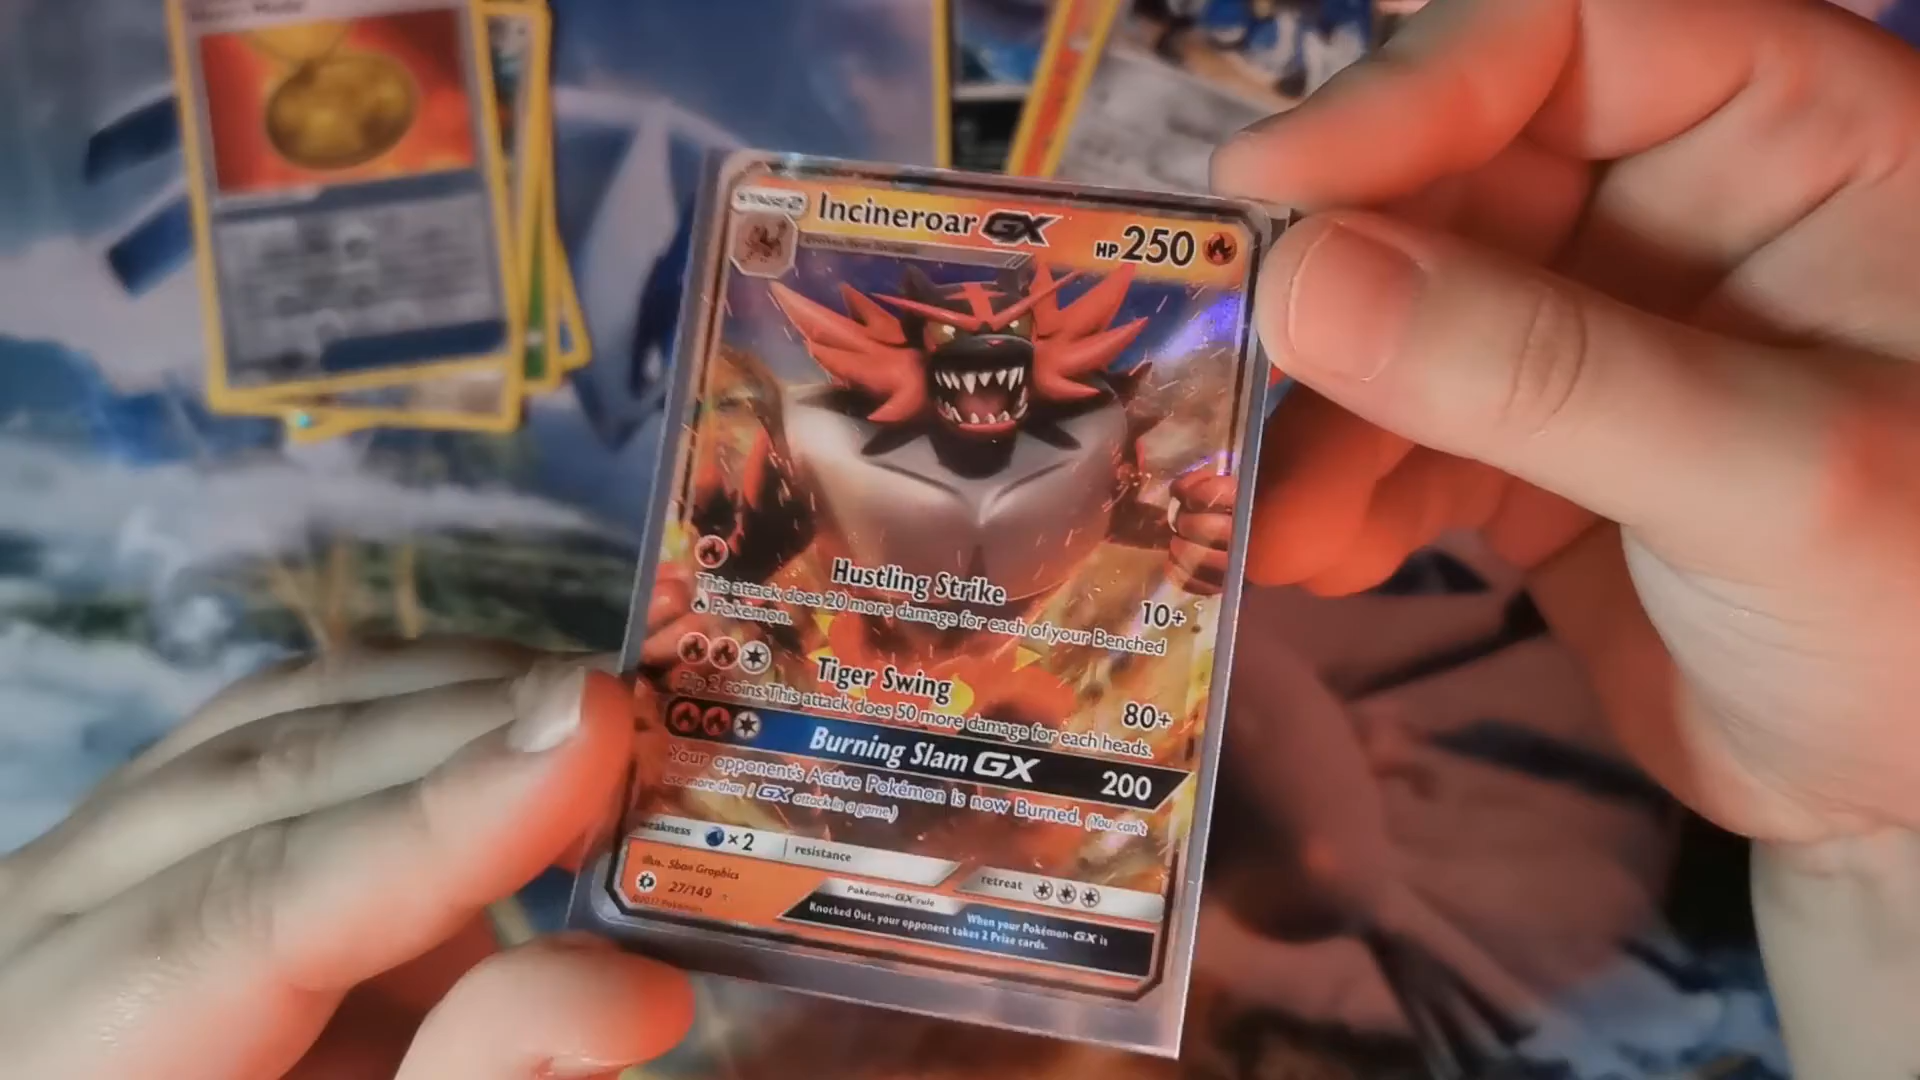 STAGE 2
Incineroar GX
HP 250
Hustling Strike
10+
This attack does 20 more damage for each of your Benched
Pokémon.
Tiger Swing
80+
Flip 2 coins. This attack does 50 more damage for each heads.
Burning Slam GX
200
Your opponent's Active Pokémon is now Burned. (You can't
use more than 1 GX attack in a game.)
weakness ×2 resistance
retreat
illus. 5ban Graphics
27/149
©2017 Pokémon
Pokémon-GX rule
When your Pokémon-GX is
Knocked Out, your opponent takes 2 Prize cards.